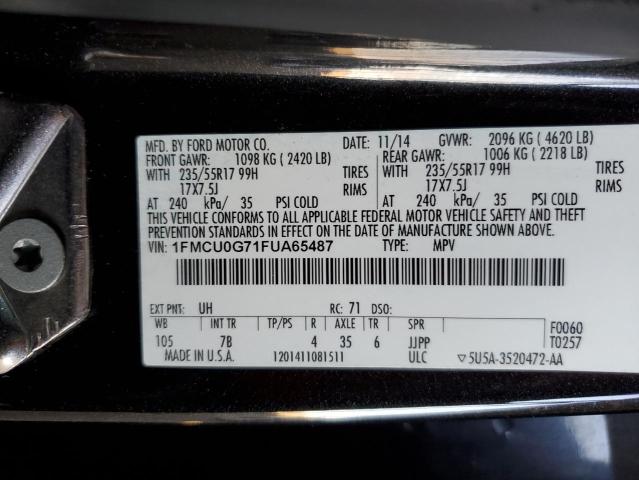 MFD. BY FORD MOTOR CO. DATE: 11/14 GVWR: 2096 KG ( 4620 LB)
FRONT GAWR: 1098 KG ( 2420 LB) REAR GAWR: 1006 KG ( 2218 LB)
WITH 235/55R17 99H TIRES WITH 235/55R17 99H TIRES
17X7.5J RIMS 17X7.5J RIMS
AT 240 kPa/ 35 PSI COLD AT 240 kPa/ 35 PSI COLD
THIS VEHICLE CONFORMS TO ALL APPLICABLE FEDERAL MOTOR VEHICLE SAFETY AND THEFT
PREVENTION STANDARDS IN EFFECT ON THE DATE OF MANUFACTURE SHOWN ABOVE.
VIN: 1FMCU0G71FUA65487 TYPE: MPV
EXT PNT: UH RC: 71 DSO:
WB INT TR TP/PS R AXLE TR SPR F0060
105 7B 4 35 6 JJPP T0257
MADE IN U.S.A. 1201411081511 ULC ▽5U5A-3520472-AA